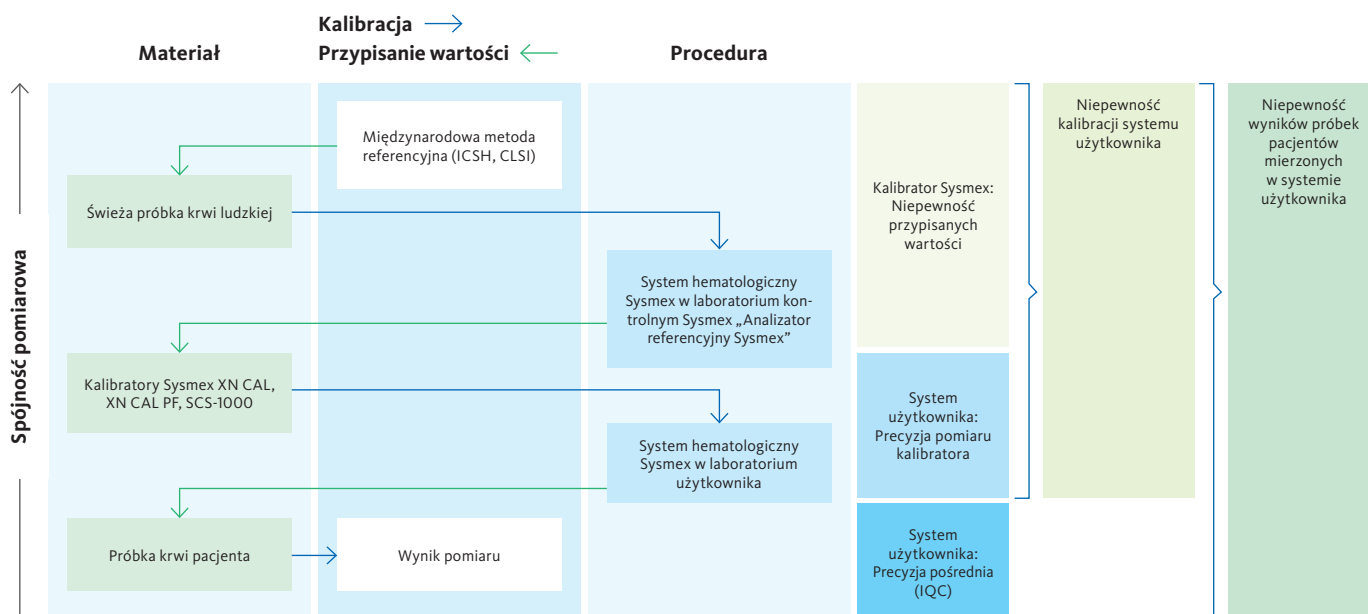 Kalibracja
Materiał
Przypisanie wartości
Procedura
Spójność pomiarowa
Międzynarodowa metoda
referencyjna (ICSH, CLSI)
Świeża próbka krwi ludzkiej
System hematologiczny
Sysmex w laboratorium kon-
trolnym Sysmex „Analizator
referencyjny Sysmex”
Kalibratory Sysmex XN CAL,
XN CAL PF, SCS-1000
System hematologiczny
Sysmex w laboratorium
użytkownika
Próbka krwi pacjenta
Wynik pomiaru
Kalibrator Sysmex:
Niepewność
przypisanych
wartości
System
użytkownika:
Precyzja pomiaru
kalibratora
System
użytkownika:
Precyzja pośrednia
(IQC)
Niepewność
kalibracji systemu
użytkownika
Niepewność
wyników próbek
pacjentów
mierzonych
w systemie
użytkownika